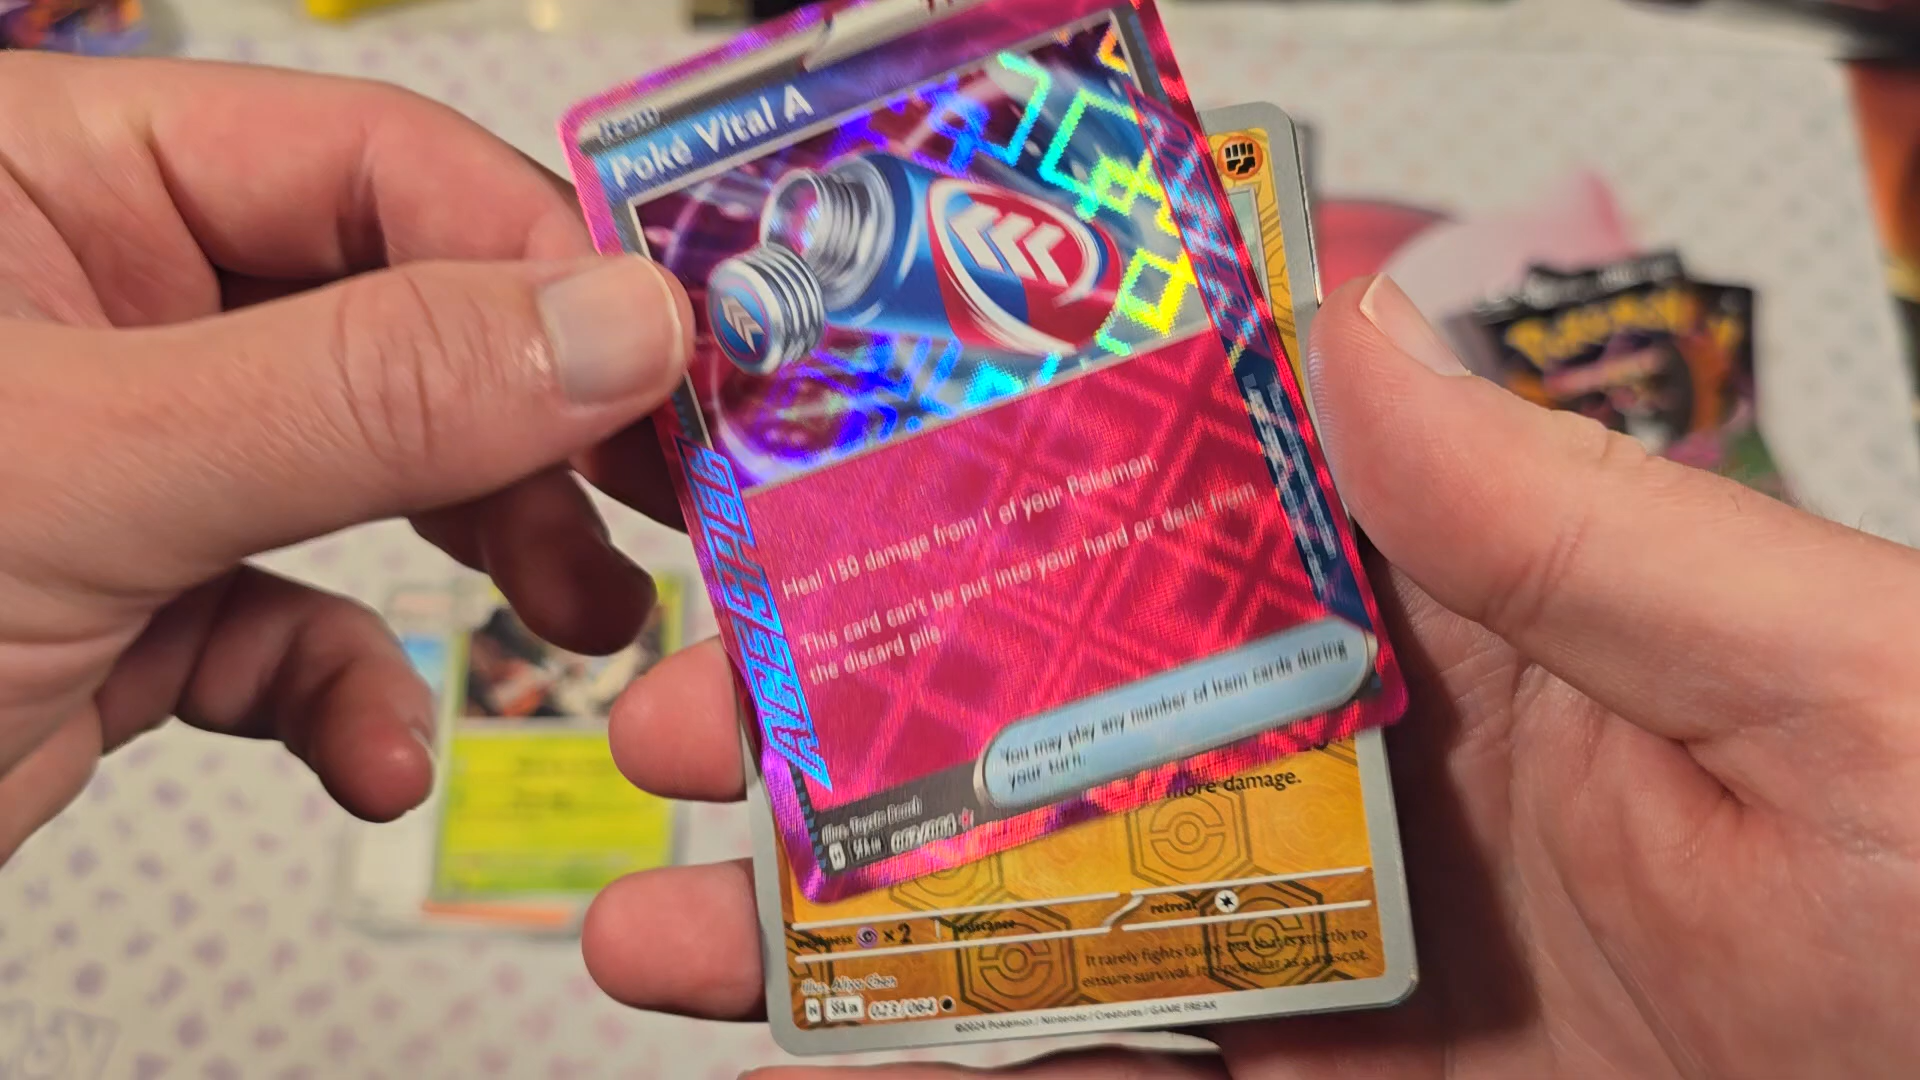 Item
Poké Vital A
Heal 150 damage from 1 of your Pokémon.
This card can't be put into your hand or deck from
the discard pile.
ACE SPEC
You may play any number of Item cards during
your turn.
more damage.
weakness ×2 resistance
retreat
It rarely fights fairly, but that is strictly to
ensure survival. It is popular as a mascot.
Illus. Aliya Chen
023/064
©2024 Pokémon / Nintendo / Creatures / GAME FREAK
POKÉMON